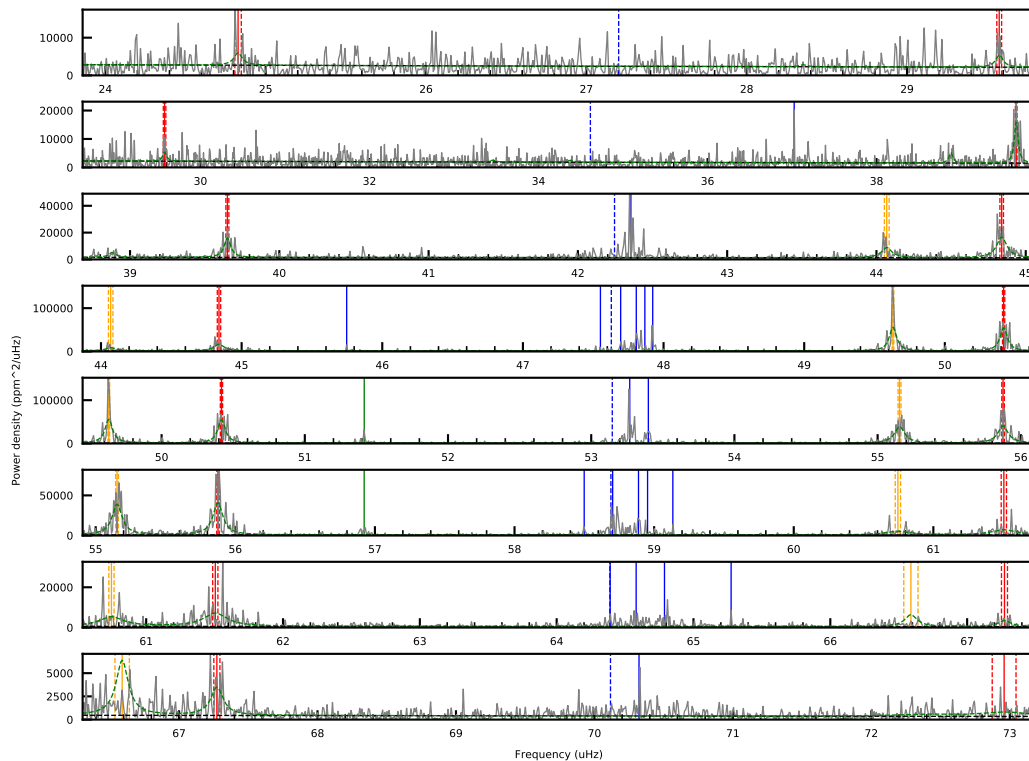 10000
0
24 25 26 27 28 29
20000
10000
0
30 32 34 36 38
40000
20000
0
39 40 41 42 43 44 45
100000
0
44 45 46 47 48 49 50
100000
0
50 51 52 53 54 55 56
50000
0
55 56 57 58 59 60 61
20000
0
61 62 63 64 65 66 67
5000
2500
0
67 68 69 70 71 72 73
Power density (ppm^2/uHz)
Frequency (uHz)